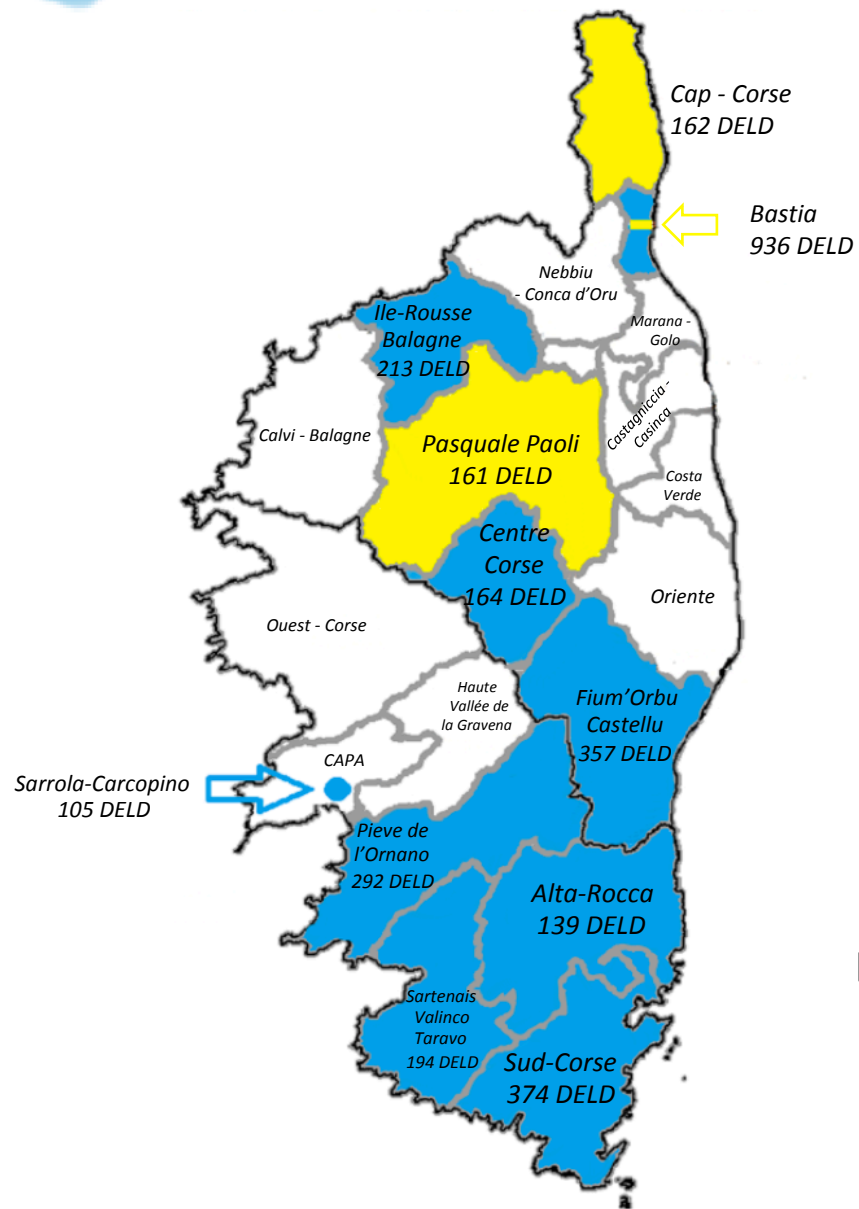 Cap - Corse
162 DELD
Bastia
936 DELD
Nebbiu
- Conca d'Oru
Ile-Rousse
Balagne
213 DELD
Marana -
Golo
Castagniccia -
Casinca
Calvi - Balagne
Pasquale Paoli
161 DELD
Costa
Verde
Centre
Corse
164 DELD
Oriente
Ouest - Corse
Haute
Vallée de
la Gravena
Fium'Orbu
Castellu
357 DELD
CAPA
Sarrola-Carcopino
105 DELD
Pieve de
l'Ornano
292 DELD
Alta-Rocca
139 DELD
Sartenais
Valinco
Taravo
194 DELD
Sud-Corse
374 DELD